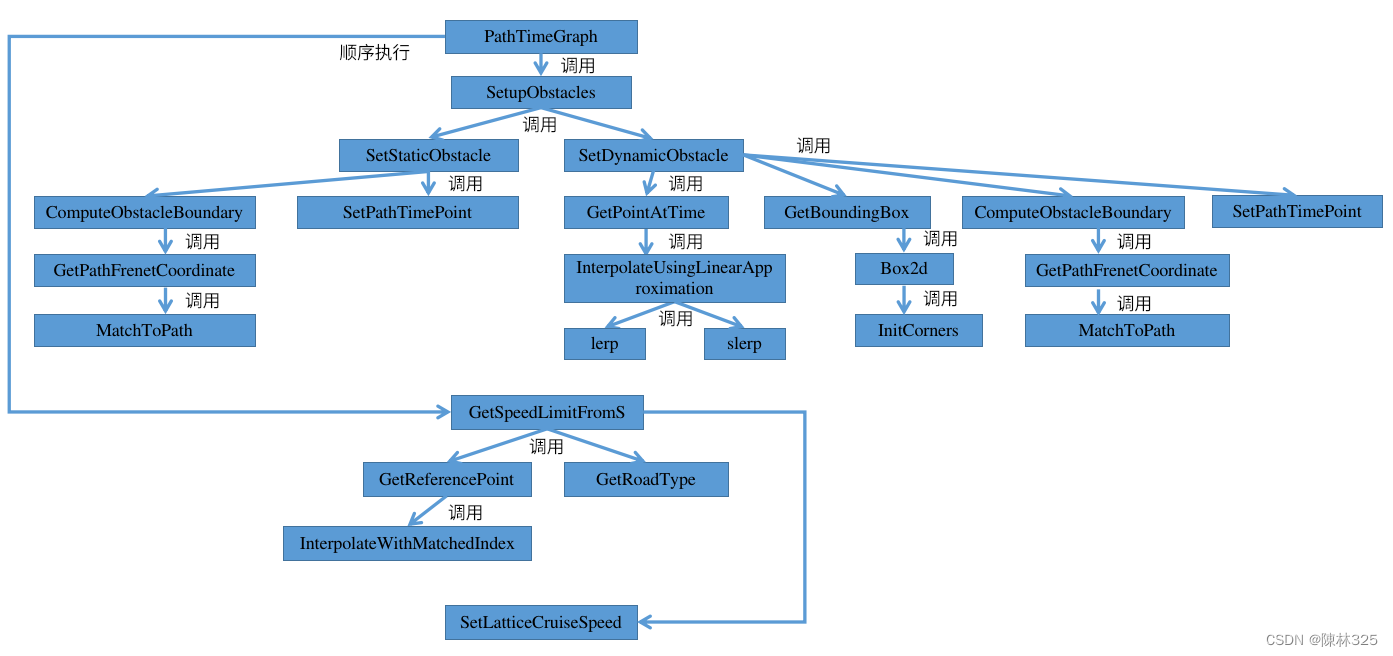 PathTimeGraph
顺序执行
调用
SetupObstacles
调用
调用
SetStaticObstacle
SetDynamicObstacle
调用
调用
ComputeObstacleBoundary
SetPathTimePoint
GetPointAtTime
GetBoundingBox
ComputeObstacleBoundary
SetPathTimePoint
调用
调用
调用
调用
GetPathFrenetCoordinate
InterpolateUsingLinearApp
roximation
Box2d
GetPathFrenetCoordinate
调用
调用
调用
调用
MatchToPath
lerp
slerp
InitCorners
MatchToPath
GetSpeedLimitFromS
调用
GetReferencePoint
GetRoadType
调用
InterpolateWithMatchedIndex
SetLatticeCruiseSpeed
CSDN @陳林325